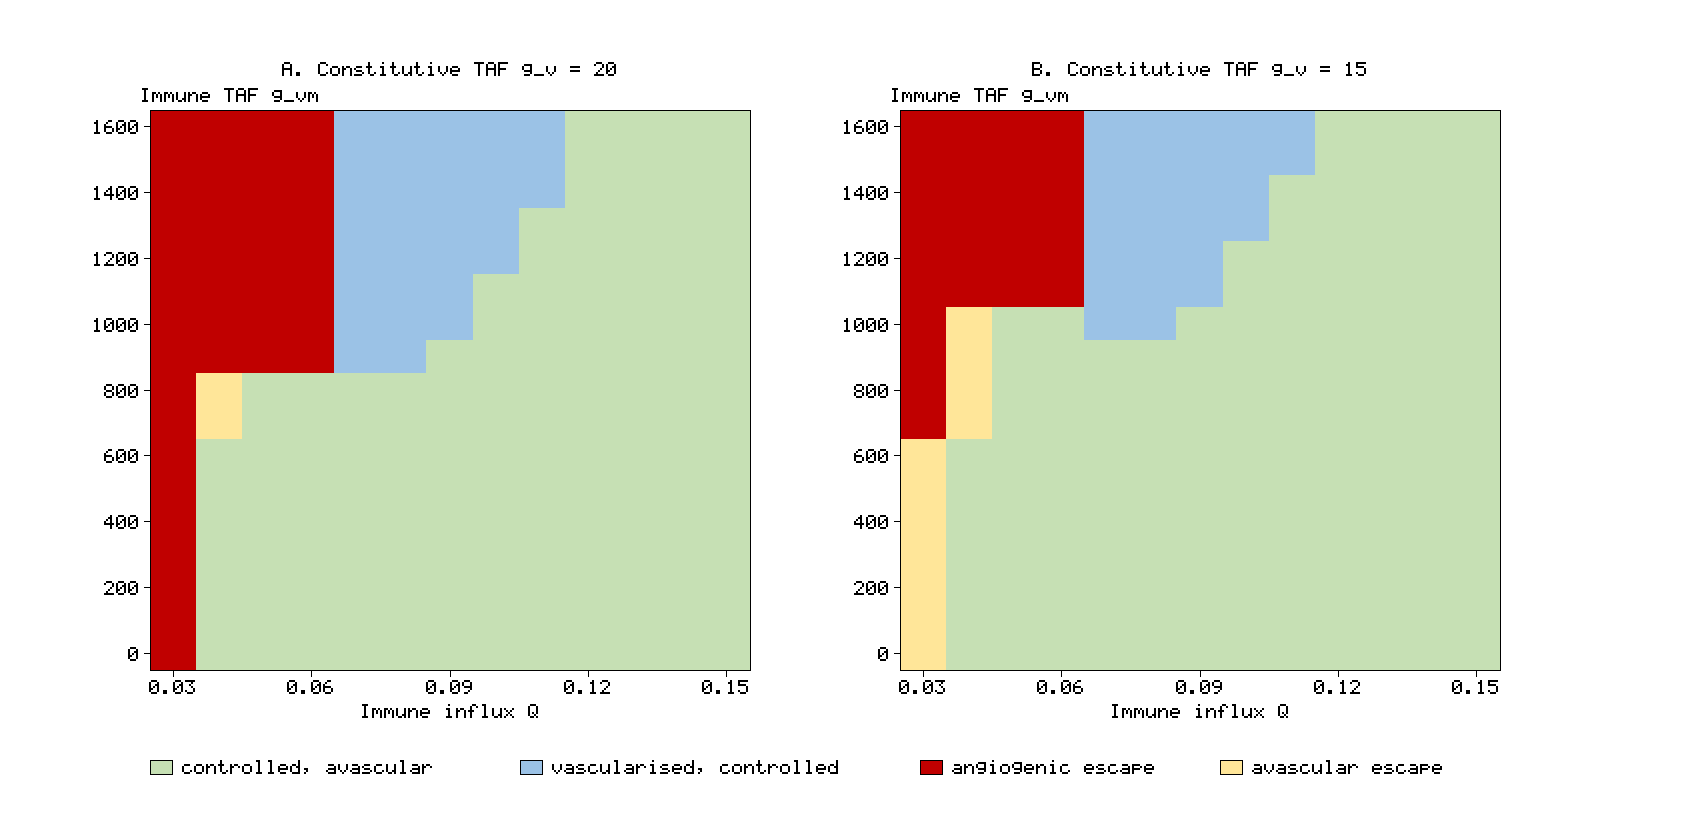 A. Constitutive TAF g_v = 20
Immune TAF g_vm
1600
1400
1200
1000
800
600
400
200
0
0.03 0.06 0.09 0.12 0.15
Immune influx Q
B. Constitutive TAF g_v = 15
Immune TAF g_vm
1600
1400
1200
1000
800
600
400
200
0
0.03 0.06 0.09 0.12 0.15
Immune influx Q
controlled, avascular vascularised, controlled angiogenic escape avascular escape